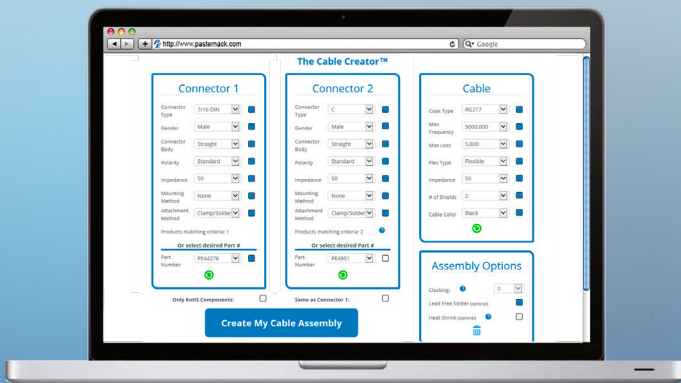 http://www.pasternack.com
Google
The Cable Creator™
Connector 1
Connector Type
7/16 DIN
Gender
Male
Connector Body
Straight
Polarity
Standard
Impedance
50
Mounting Method
None
Attachment Method
Clamp/Solder
Products matching criteria: 1
Or select desired Part #
Part Number
PE44276
Connector 2
Connector Type
C
Gender
Male
Connector Body
Straight
Polarity
Standard
Impedance
50
Mounting Method
None
Attachment Method
Clamp/Solder
Products matching criteria: 2
?
Or select desired Part #
Part Number
PE4951
Cable
Coax Type
RG217
Max Frequency
5000.000
Max Loss
5.800
Flex Type
Flexible
Impedance
50
# of Shields
2
Cable Color
Black
Assembly Options
Clocking:
?
0
Lead Free Solder (optional)
Heat Shrink (optional)
?
Only RoHS Components:
Same as Connector 1:
Create My Cable Assembly